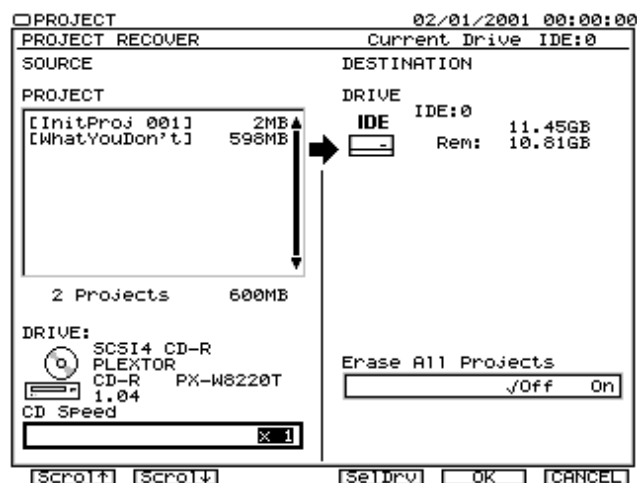 PROJECT 02/01/2001 00:00:00
PROJECT RECOVER Current Drive IDE:0
SOURCE
PROJECT
[InitProj 001] 2MB
[WhatYouDon't] 598MB
2 Projects 600MB
DRIVE:
SCSI4 CD-R
PLEXTOR
CD-R PX-W8220T
1.04
CD Speed
x 1
DESTINATION
DRIVE
IDE IDE:0
11.45GB
Rem: 10.81GB
Erase All Projects
√Off On
[Scrol↑] [Scrol↓] [SelDrv] OK [CANCEL]